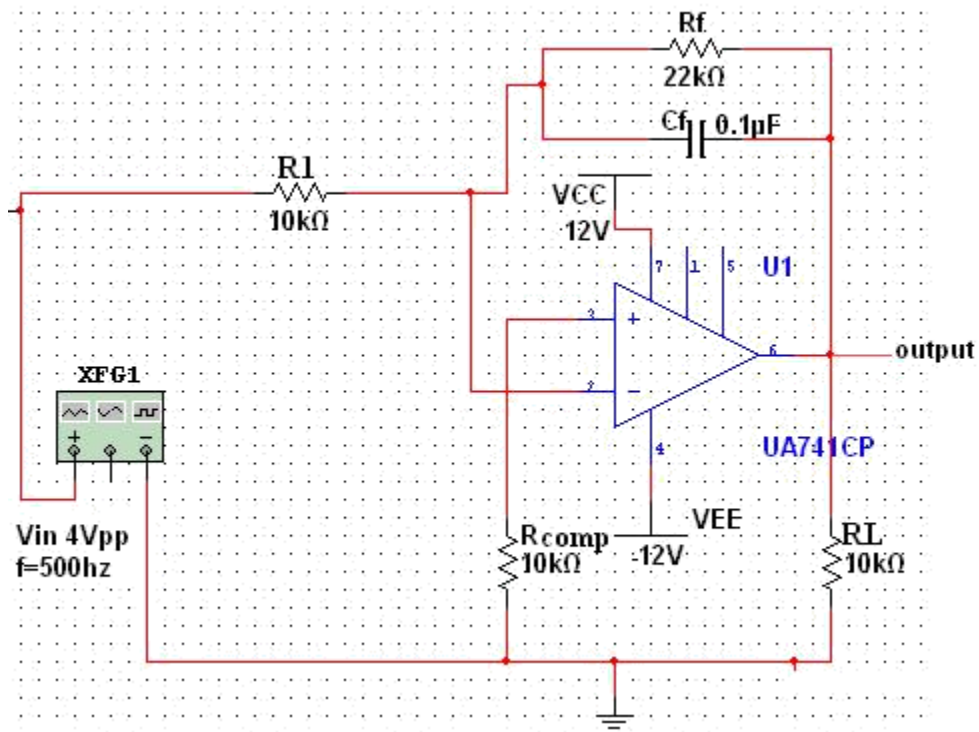 Rf
22kΩ
Cf
0.1µF
R1
10kΩ
VCC
12V
7
1
5
U1
3
+
6
output
2
−
XFG1
+
−
4
UA741CP
Vin 4Vpp
f=500hz
Rcomp
10kΩ
VEE
-12V
RL
10kΩ